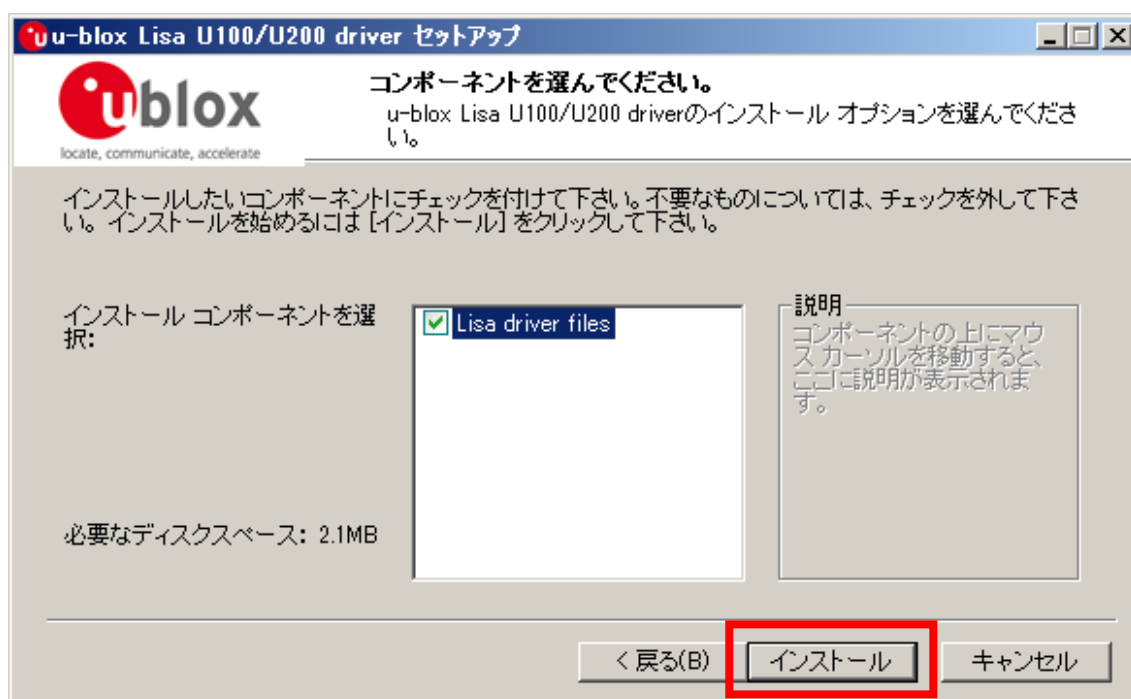 u-blox Lisa U100/U200 driver セットアップ
ublox
locate, communicate, accelerate
コンポーネントを選んでください。
u-blox Lisa U100/U200 driverのインストール オプションを選んでくださ
い。
インストールしたいコンポーネントにチェックを付けて下さい。不要なものについては、チェックを外して下さ
い。インストールを始めるには [インストール] をクリックして下さい。
インストール コンポーネントを選
択:
Lisa driver files
説明
コンポーネントの上にマウ
ス カーソルを移動すると、
ここに説明が表示されま
す。
必要なディスクスペース: 2.1MB
< 戻る(B)
インストール
キャンセル